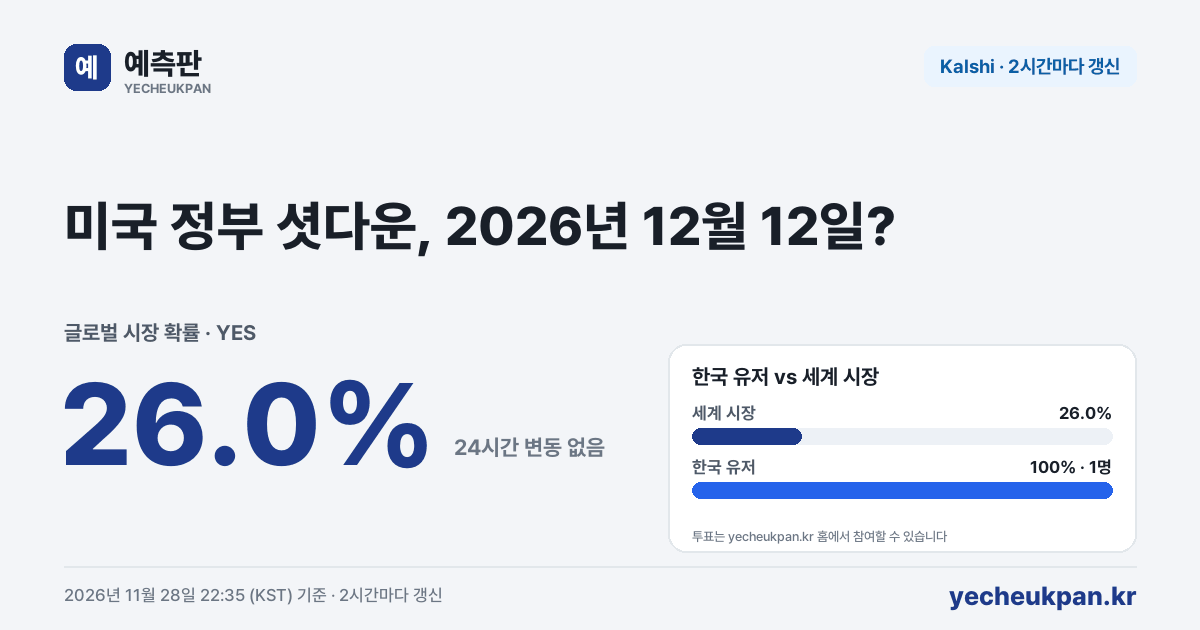 예
예측판
YECHEUKPAN
Kalshi · 2시간마다 갱신
미국 정부 셧다운, 2026년 12월 12일?
글로벌 시장 확률 · YES
26.0%
24시간 변동 없음
한국 유저 vs 세계 시장
세계 시장 26.0%
한국 유저 100% · 1명
투표는 yecheukpan.kr 홈에서 참여할 수 있습니다
2026년 11월 28일 22:35 (KST) 기준 · 2시간마다 갱신
yecheukpan.kr